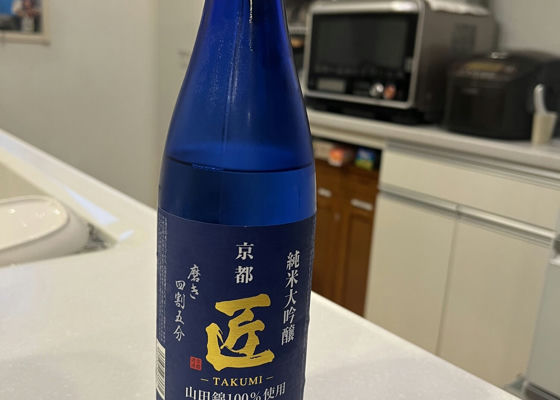 京都
純米大吟醸
磨き
四割五分
匠
TAKUMI
山田錦100%使用